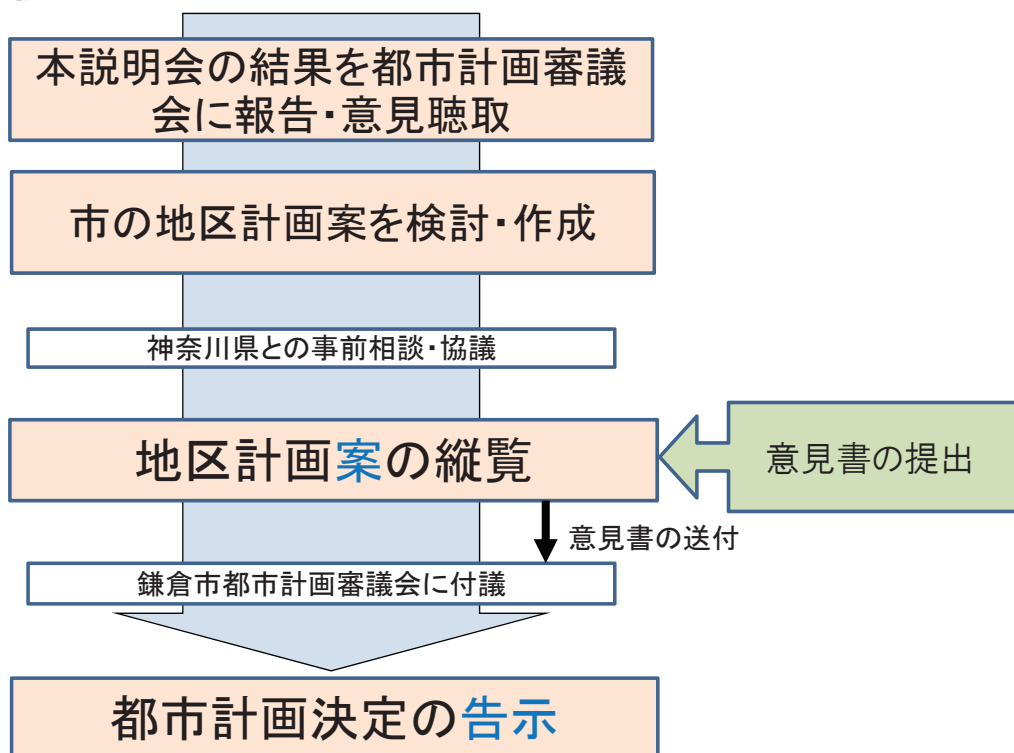 本説明会の結果を都市計画審議
会に報告・意見聴取
市の地区計画案を検討・作成
神奈川県との事前相談・協議
地区計画案の縦覧
意見書の提出
意見書の送付
鎌倉市都市計画審議会に付議
都市計画決定の告示